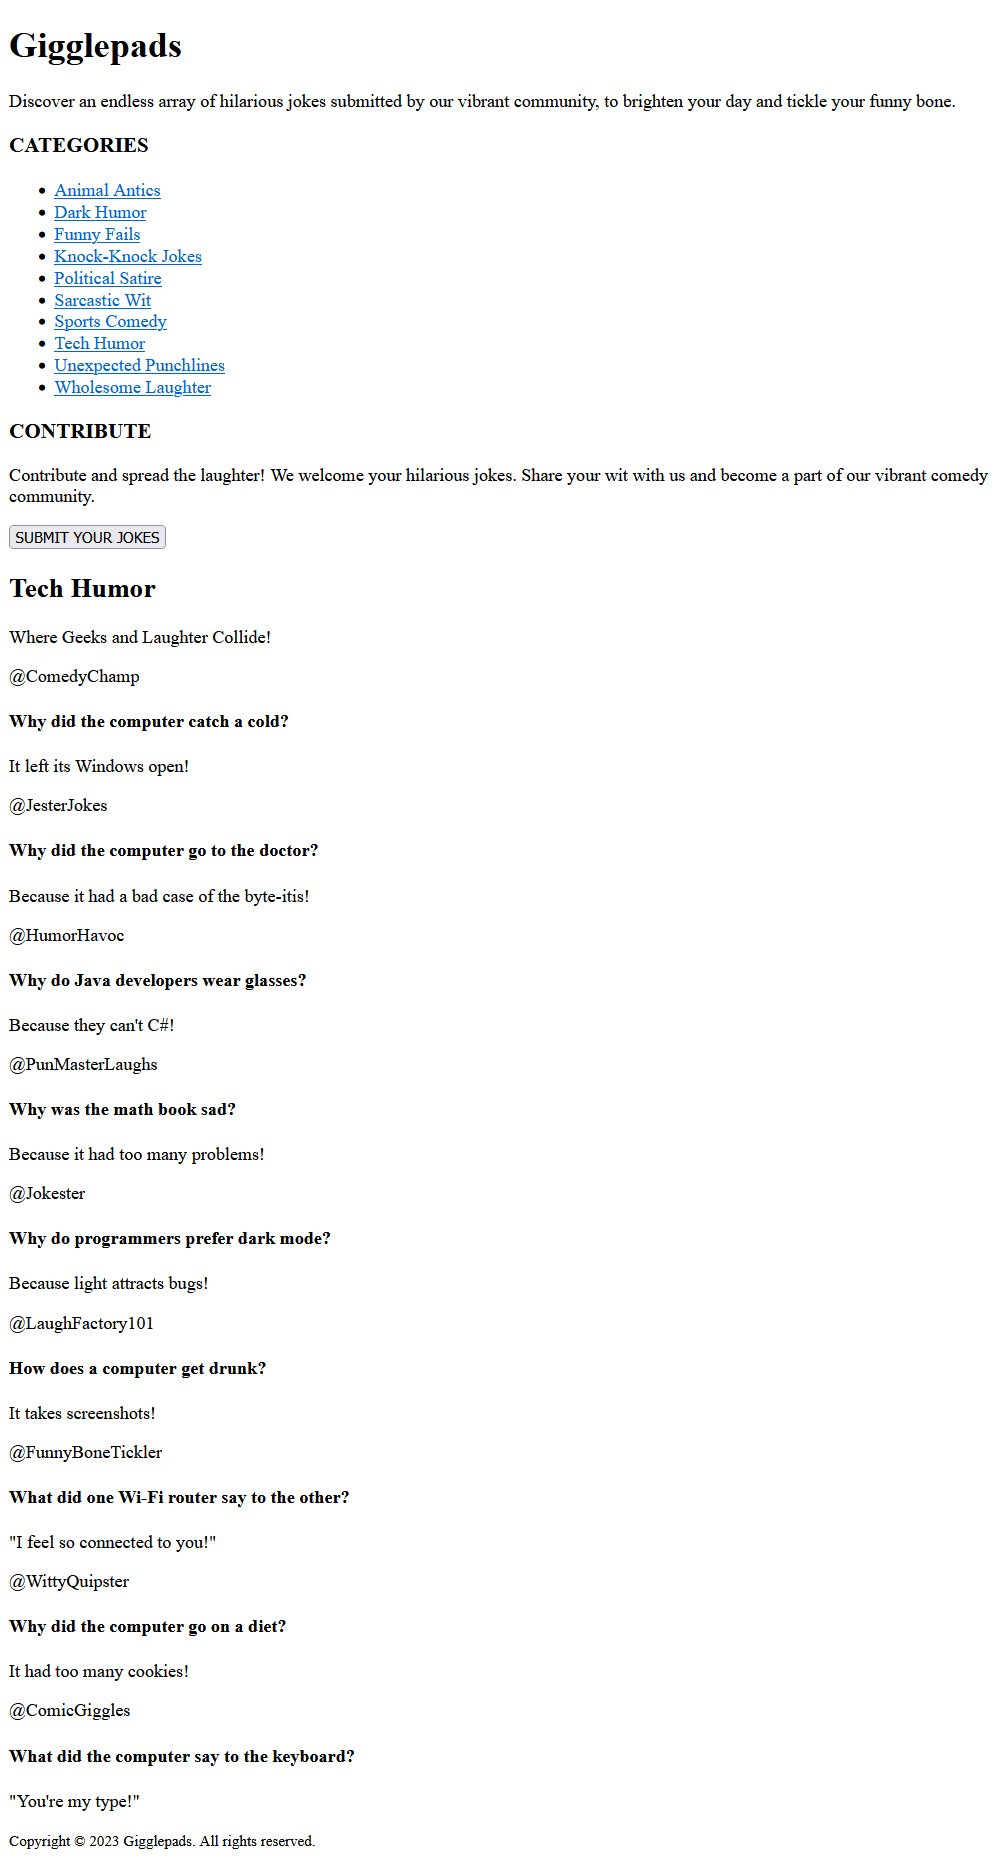 Gigglepads
Discover an endless array of hilarious jokes submitted by our vibrant community, to brighten your day and tickle your funny bone.
CATEGORIES
Animal Antics
Dark Humor
Funny Fails
Knock-Knock Jokes
Political Satire
Sarcastic Wit
Sports Comedy
Tech Humor
Unexpected Punchlines
Wholesome Laughter
CONTRIBUTE
Contribute and spread the laughter! We welcome your hilarious jokes. Share your wit with us and become a part of our vibrant comedy
community.
SUBMIT YOUR JOKES
Tech Humor
Where Geeks and Laughter Collide!
@ComedyChamp
Why did the computer catch a cold?
It left its Windows open!
@JesterJokes
Why did the computer go to the doctor?
Because it had a bad case of the byte-itis!
@HumorHavoc
Why do Java developers wear glasses?
Because they can't C#!
@PunMasterLaughs
Why was the math book sad?
Because it had too many problems!
@Jokester
Why do programmers prefer dark mode?
Because light attracts bugs!
@LaughFactory101
How does a computer get drunk?
It takes screenshots!
@FunnyBoneTickler
What did one Wi-Fi router say to the other?
"I feel so connected to you!"
@WittyQuipster
Why did the computer go on a diet?
It had too many cookies!
@ComicGiggles
What did the computer say to the keyboard?
"You're my type!"
Copyright © 2023 Gigglepads. All rights reserved.